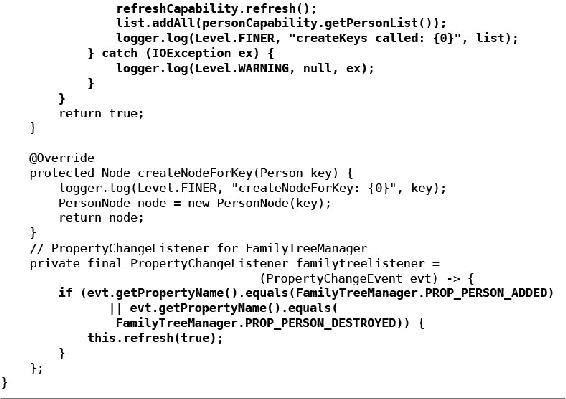 refreshCapability.refresh();
                list.addAll(personCapability.getPersonList());
                logger.log(Level.FINER, "createKeys called: {0}", list);
            } catch (IOException ex) {
                logger.log(Level.WARNING, null, ex);
            }
        }
        return true;
    }

    @Override
    protected Node createNodeForKey(Person key) {
        logger.log(Level.FINER, "createNodeForKey: {0}", key);
        PersonNode node = new PersonNode(key);
        return node;
    }
    // PropertyChangeListener for FamilyTreeManager
    private final PropertyChangeListener familytreelistener =
                                    (PropertyChangeEvent evt) -> {
        if (evt.getPropertyName().equals(FamilyTreeManager.PROP_PERSON_ADDED)
               || evt.getPropertyName().equals(
                FamilyTreeManager.PROP_PERSON_DESTROYED)) {
            this.refresh(true);
        }
    };
}